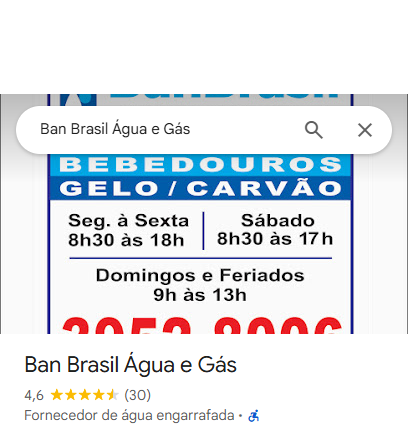 Ban Brasil Água e Gás
BEBEDOUROS
GELO / CARVÃO
Seg. à Sexta
8h30 às 18h
Sábado
8h30 às 17h
Domingos e Feriados
9h às 13h
Ban Brasil Água e Gás
4,6 (30)
Fornecedor de água engarrafada ·